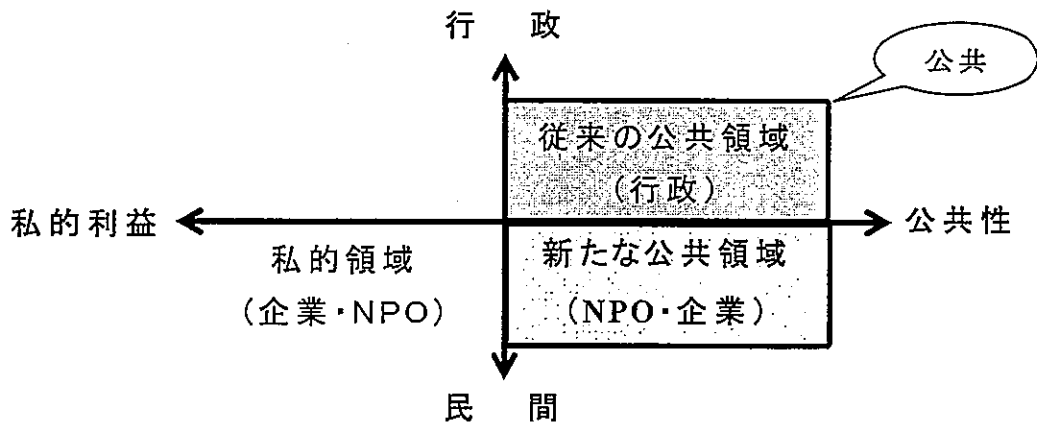 行 政
公共
従来の公共領域
(行政)
私的利益
公共性
私的領域
(企業・NPO)
新たな公共領域
(NPO・企業)
民 間